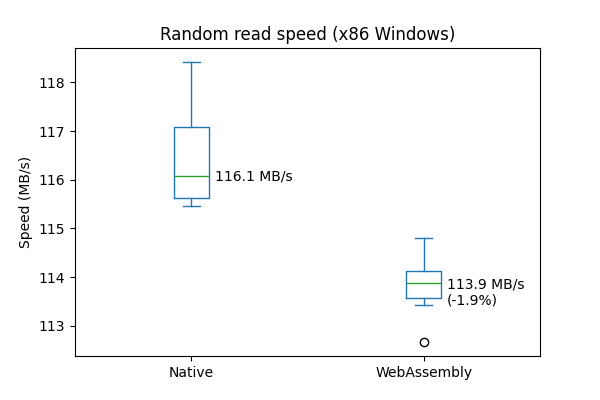 Random read speed (x86 Windows)
Speed (MB/s)
118
117
116
115
114
113
116.1 MB/s
113.9 MB/s
(-1.9%)
Native
WebAssembly